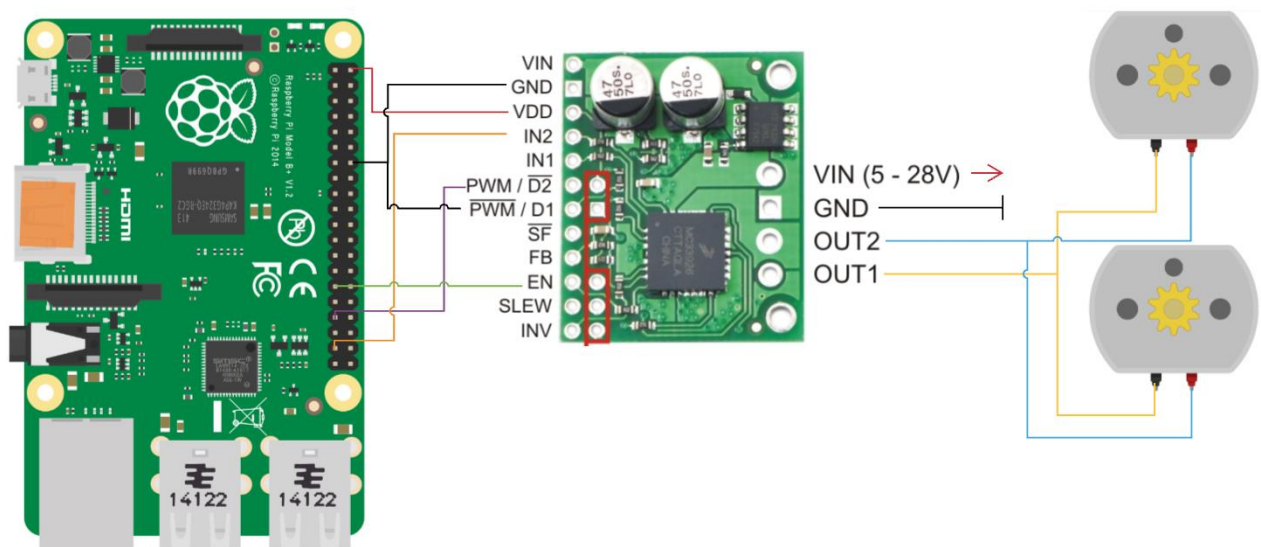 Raspberry Pi Model B+ V1.2
© Raspberry Pi 2014
HDMI
14122
14122
VIN
GND
VDD
IN2
IN1
PWM / D2
PWM / D1
SF
FB
EN
SLEW
INV
47
50s.
7L0
47
50s.
7L0
VIN (5 - 28V)
GND
OUT2
OUT1